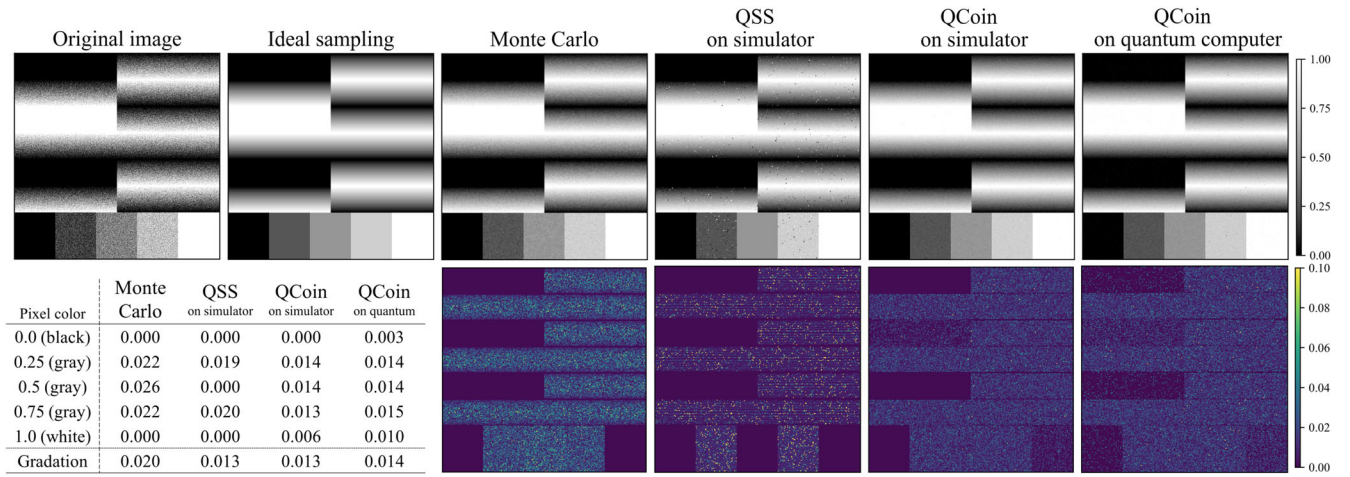 Original image
Ideal sampling
Monte Carlo
QSS
on simulator
QCoin
on simulator
QCoin
on quantum computer
1.00
0.75
0.50
0.25
0.00
Pixel color
Monte
Carlo
QSS
on simulator
QCoin
on simulator
QCoin
on quantum
0.0 (black) 0.000 0.000 0.000 0.003
0.25 (gray) 0.022 0.019 0.014 0.014
0.5 (gray) 0.026 0.000 0.014 0.014
0.75 (gray) 0.022 0.020 0.013 0.015
1.0 (white) 0.000 0.000 0.006 0.010
Gradation 0.020 0.013 0.013 0.014
0.10
0.08
0.06
0.04
0.02
0.00